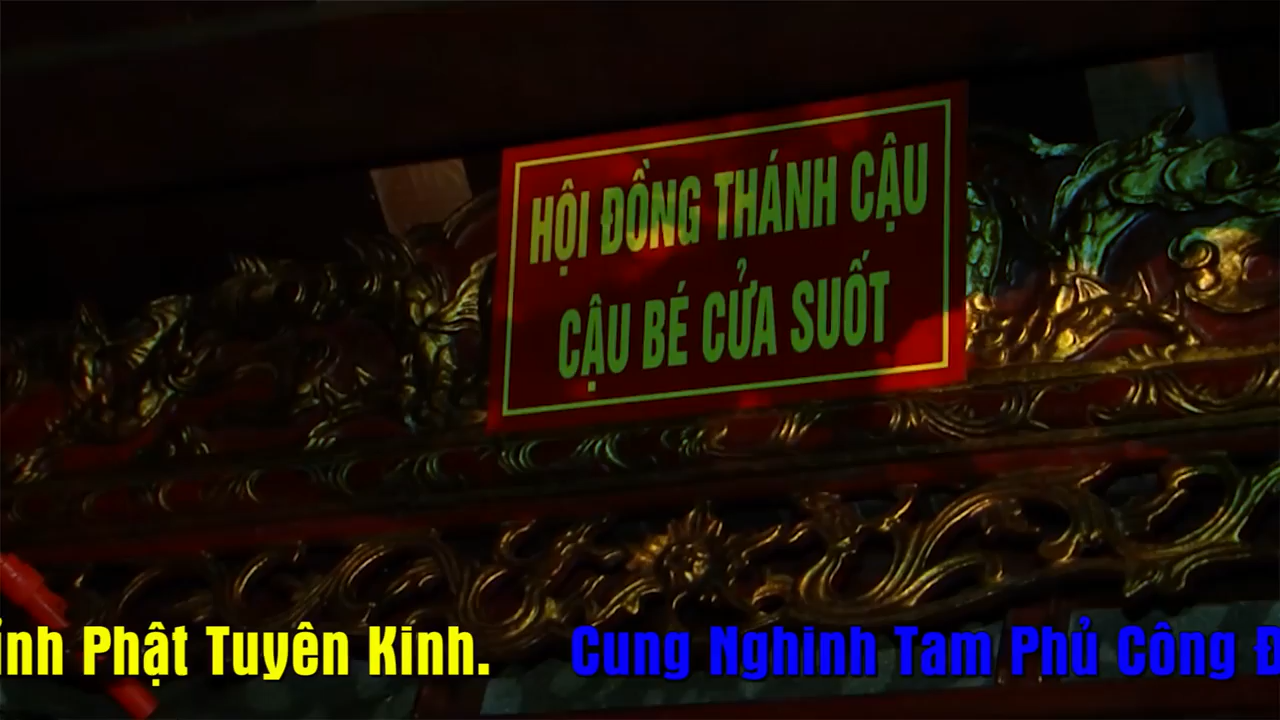 HỘI ĐỒNG THÁNH CẬU
CẬU BÉ CỬA SUỐT
Phật Tuyên Kinh. Cung Nghinh Tam Phủ Công